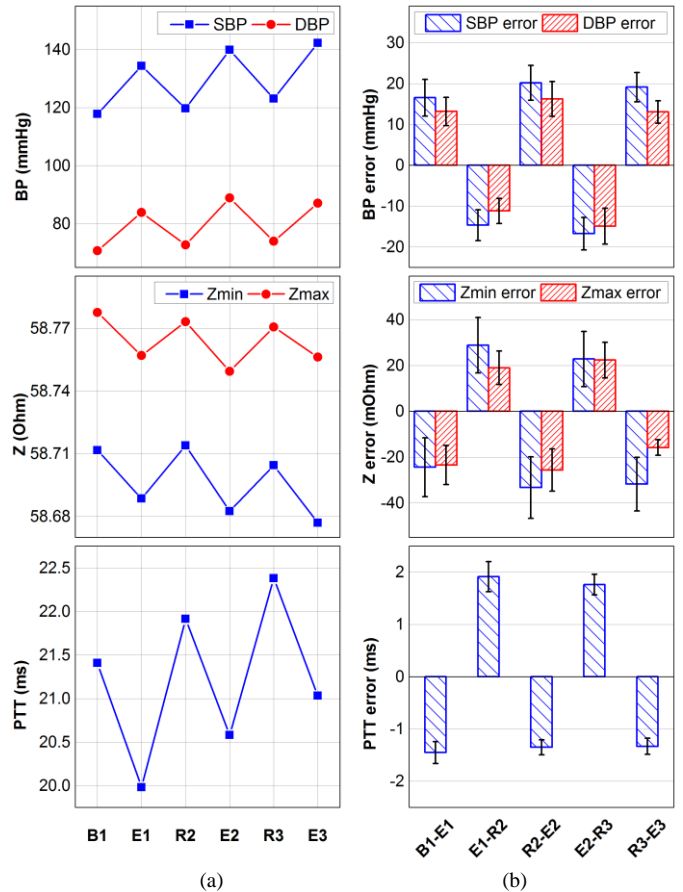 SBP DBP
BP (mmHg)
140
120
100
80
Zmin Zmax
Z (Ohm)
58.77
58.74
58.71
58.68
PTT (ms)
22.5
22.0
21.5
21.0
20.5
20.0
B1 E1 R2 E2 R3 E3
(a)
SBP error DBP error
BP error (mmHg)
30
20
10
0
-10
-20
Zmin error Zmax error
Z error (mOhm)
40
20
0
-20
-40
PTT error (ms)
2
1
0
-1
-2
B1-E1 E1-R2 R2-E2 E2-R3 R3-E3
(b)